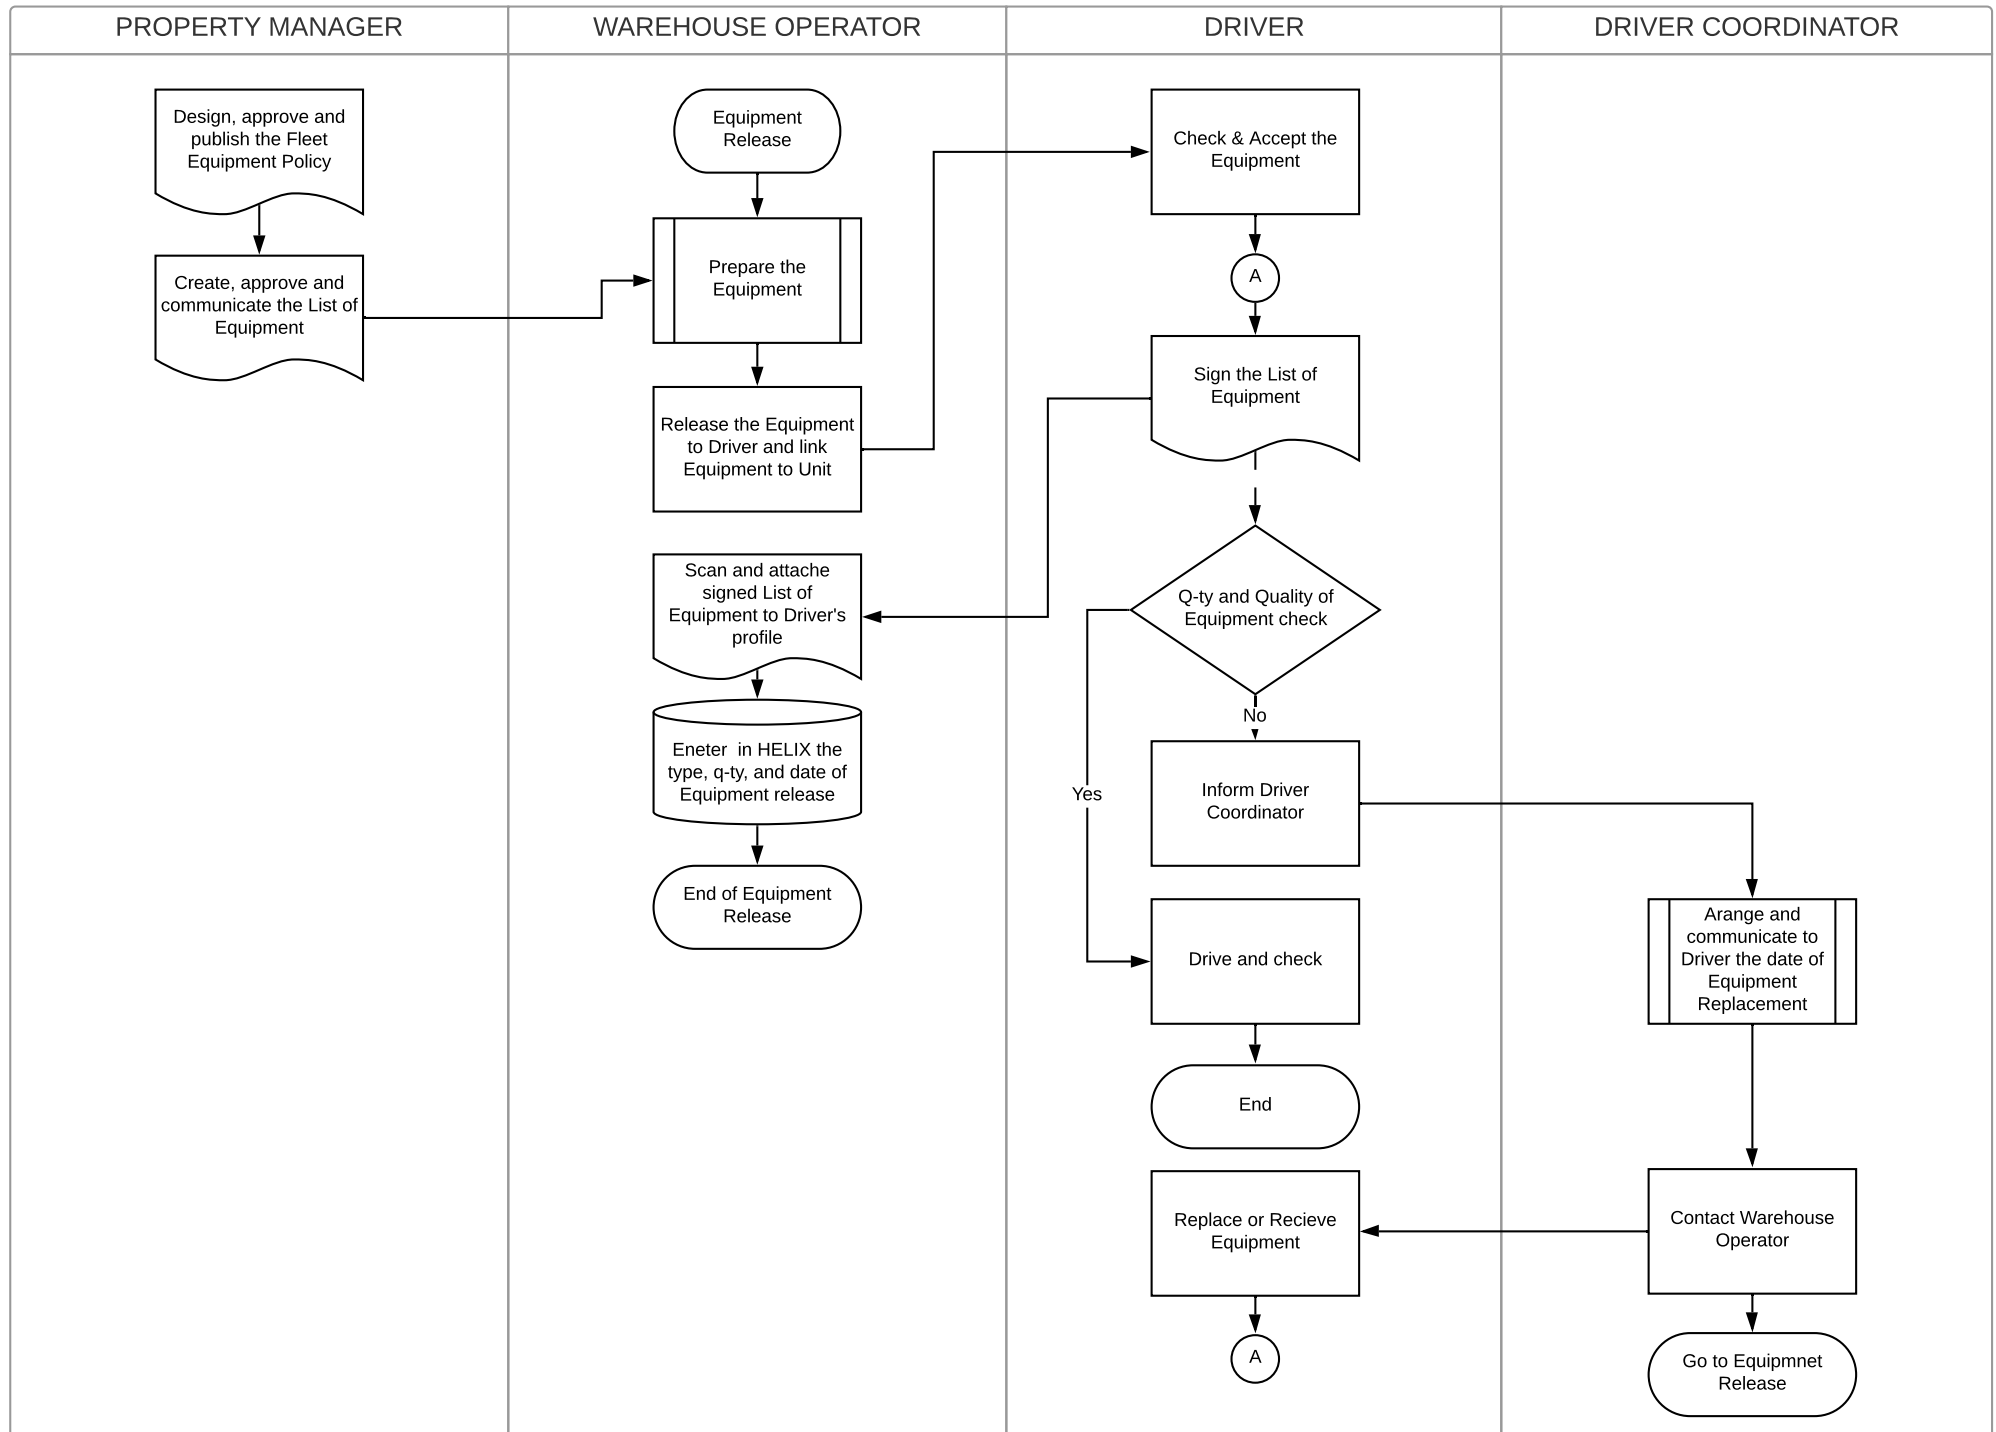 PROPERTY MANAGER
WAREHOUSE OPERATOR
DRIVER
DRIVER COORDINATOR
Design, approve and
publish the Fleet
Equipment Policy
Create, approve and
communicate the List of
Equipment
Equipment
Release
Prepare the
Equipment
Release the Equipment
to Driver and link
Equipment to Unit
Scan and attache
signed List of
Equipment to Driver's
profile
Eneter  in HELIX the
type, q-ty, and date of
Equipment release
End of Equipment
Release
Check & Accept the
Equipment
A
Sign the List of
Equipment
Q-ty and Quality of
Equipment check
No
Yes
Inform Driver
Coordinator
Drive and check
End
Replace or Recieve
Equipment
A
Arange and
communicate to
Driver the date of
Equipment
Replacement
Contact Warehouse
Operator
Go to Equipmnet
Release